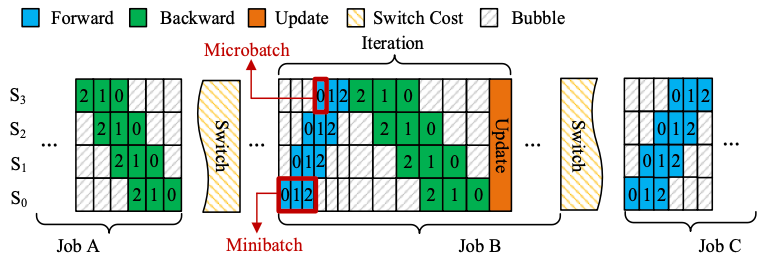 Forward Backward Update Switch Cost Bubble
Microbatch Iteration
S3 2 1 0 0 1 2 2 1 0 0 1 2
S2 2 1 0 0 1 2 2 1 0 0 1 2
... Switch ... Update ... Switch ...
S1 2 1 0 0 1 2 2 1 0 0 1 2
S0 2 1 0 0 1 2 2 1 0 0 1 2
Job A Minibatch Job B Job C